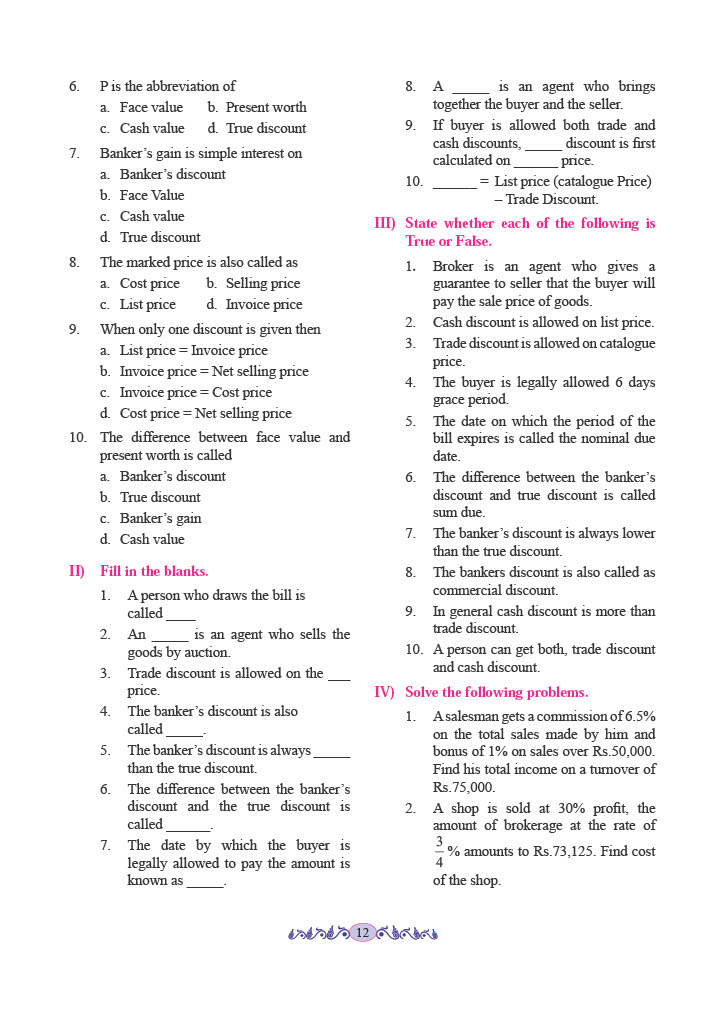 6. P is the abbreviation of
a. Face value b. Present worth
c. Cash value d. True discount
7. Banker’s gain is simple interest on
a. Banker’s discount
b. Face Value
c. Cash value
d. True discount
8. The marked price is also called as
a. Cost price b. Selling price
c. List price d. Invoice price
9. When only one discount is given then
a. List price = Invoice price
b. Invoice price = Net selling price
c. Invoice price = Cost price
d. Cost price = Net selling price
10. The difference between face value and
present worth is called
a. Banker’s discount
b. True discount
c. Banker’s gain
d. Cash value
II) Fill in the blanks.
1. A person who draws the bill is
called ____
2. An _____ is an agent who sells the
goods by auction.
3. Trade discount is allowed on the ___
price.
4. The banker’s discount is also
called _____.
5. The banker’s discount is always _____
than the true discount.
6. The difference between the banker’s
discount and the true discount is
called ______.
7. The date by which the buyer is
legally allowed to pay the amount is
known as _____.
8. A _____ is an agent who brings
together the buyer and the seller.
9. If buyer is allowed both trade and
cash discounts, _____ discount is first
calculated on ______ price.
10. ______ = List price (catalogue Price)
– Trade Discount.
III) State whether each of the following is
True or False.
1. Broker is an agent who gives a
guarantee to seller that the buyer will
pay the sale price of goods.
2. Cash discount is allowed on list price.
3. Trade discount is allowed on catalogue
price.
4. The buyer is legally allowed 6 days
grace period.
5. The date on which the period of the
bill expires is called the nominal due
date.
6. The difference between the banker’s
discount and true discount is called
sum due.
7. The banker’s discount is always lower
than the true discount.
8. The bankers discount is also called as
commercial discount.
9. In general cash discount is more than
trade discount.
10. A person can get both, trade discount
and cash discount.
IV) Solve the following problems.
1. A salesman gets a commission of 6.5%
on the total sales made by him and
bonus of 1% on sales over Rs.50,000.
Find his total income on a turnover of
Rs.75,000.
2. A shop is sold at 30% profit, the
amount of brokerage at the rate of
3/4 % amounts to Rs.73,125. Find cost
of the shop.
12